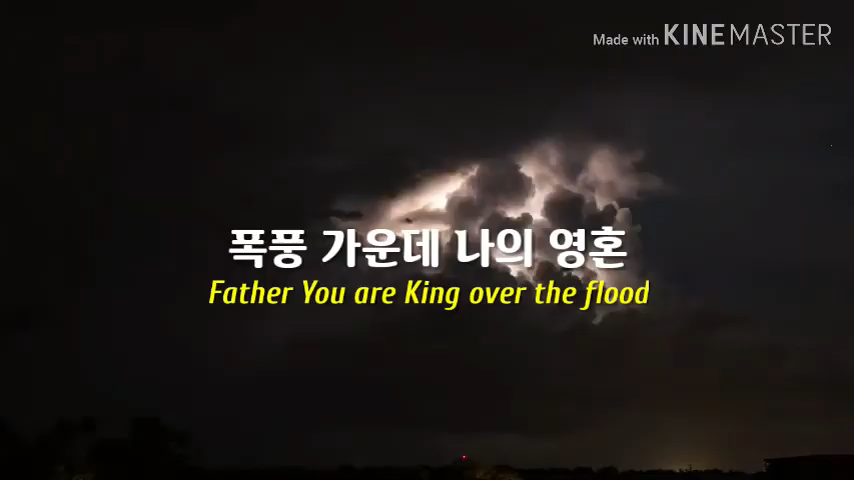 Made with KINEMASTER
폭풍 가운데 나의 영혼
Father You are King over the flood